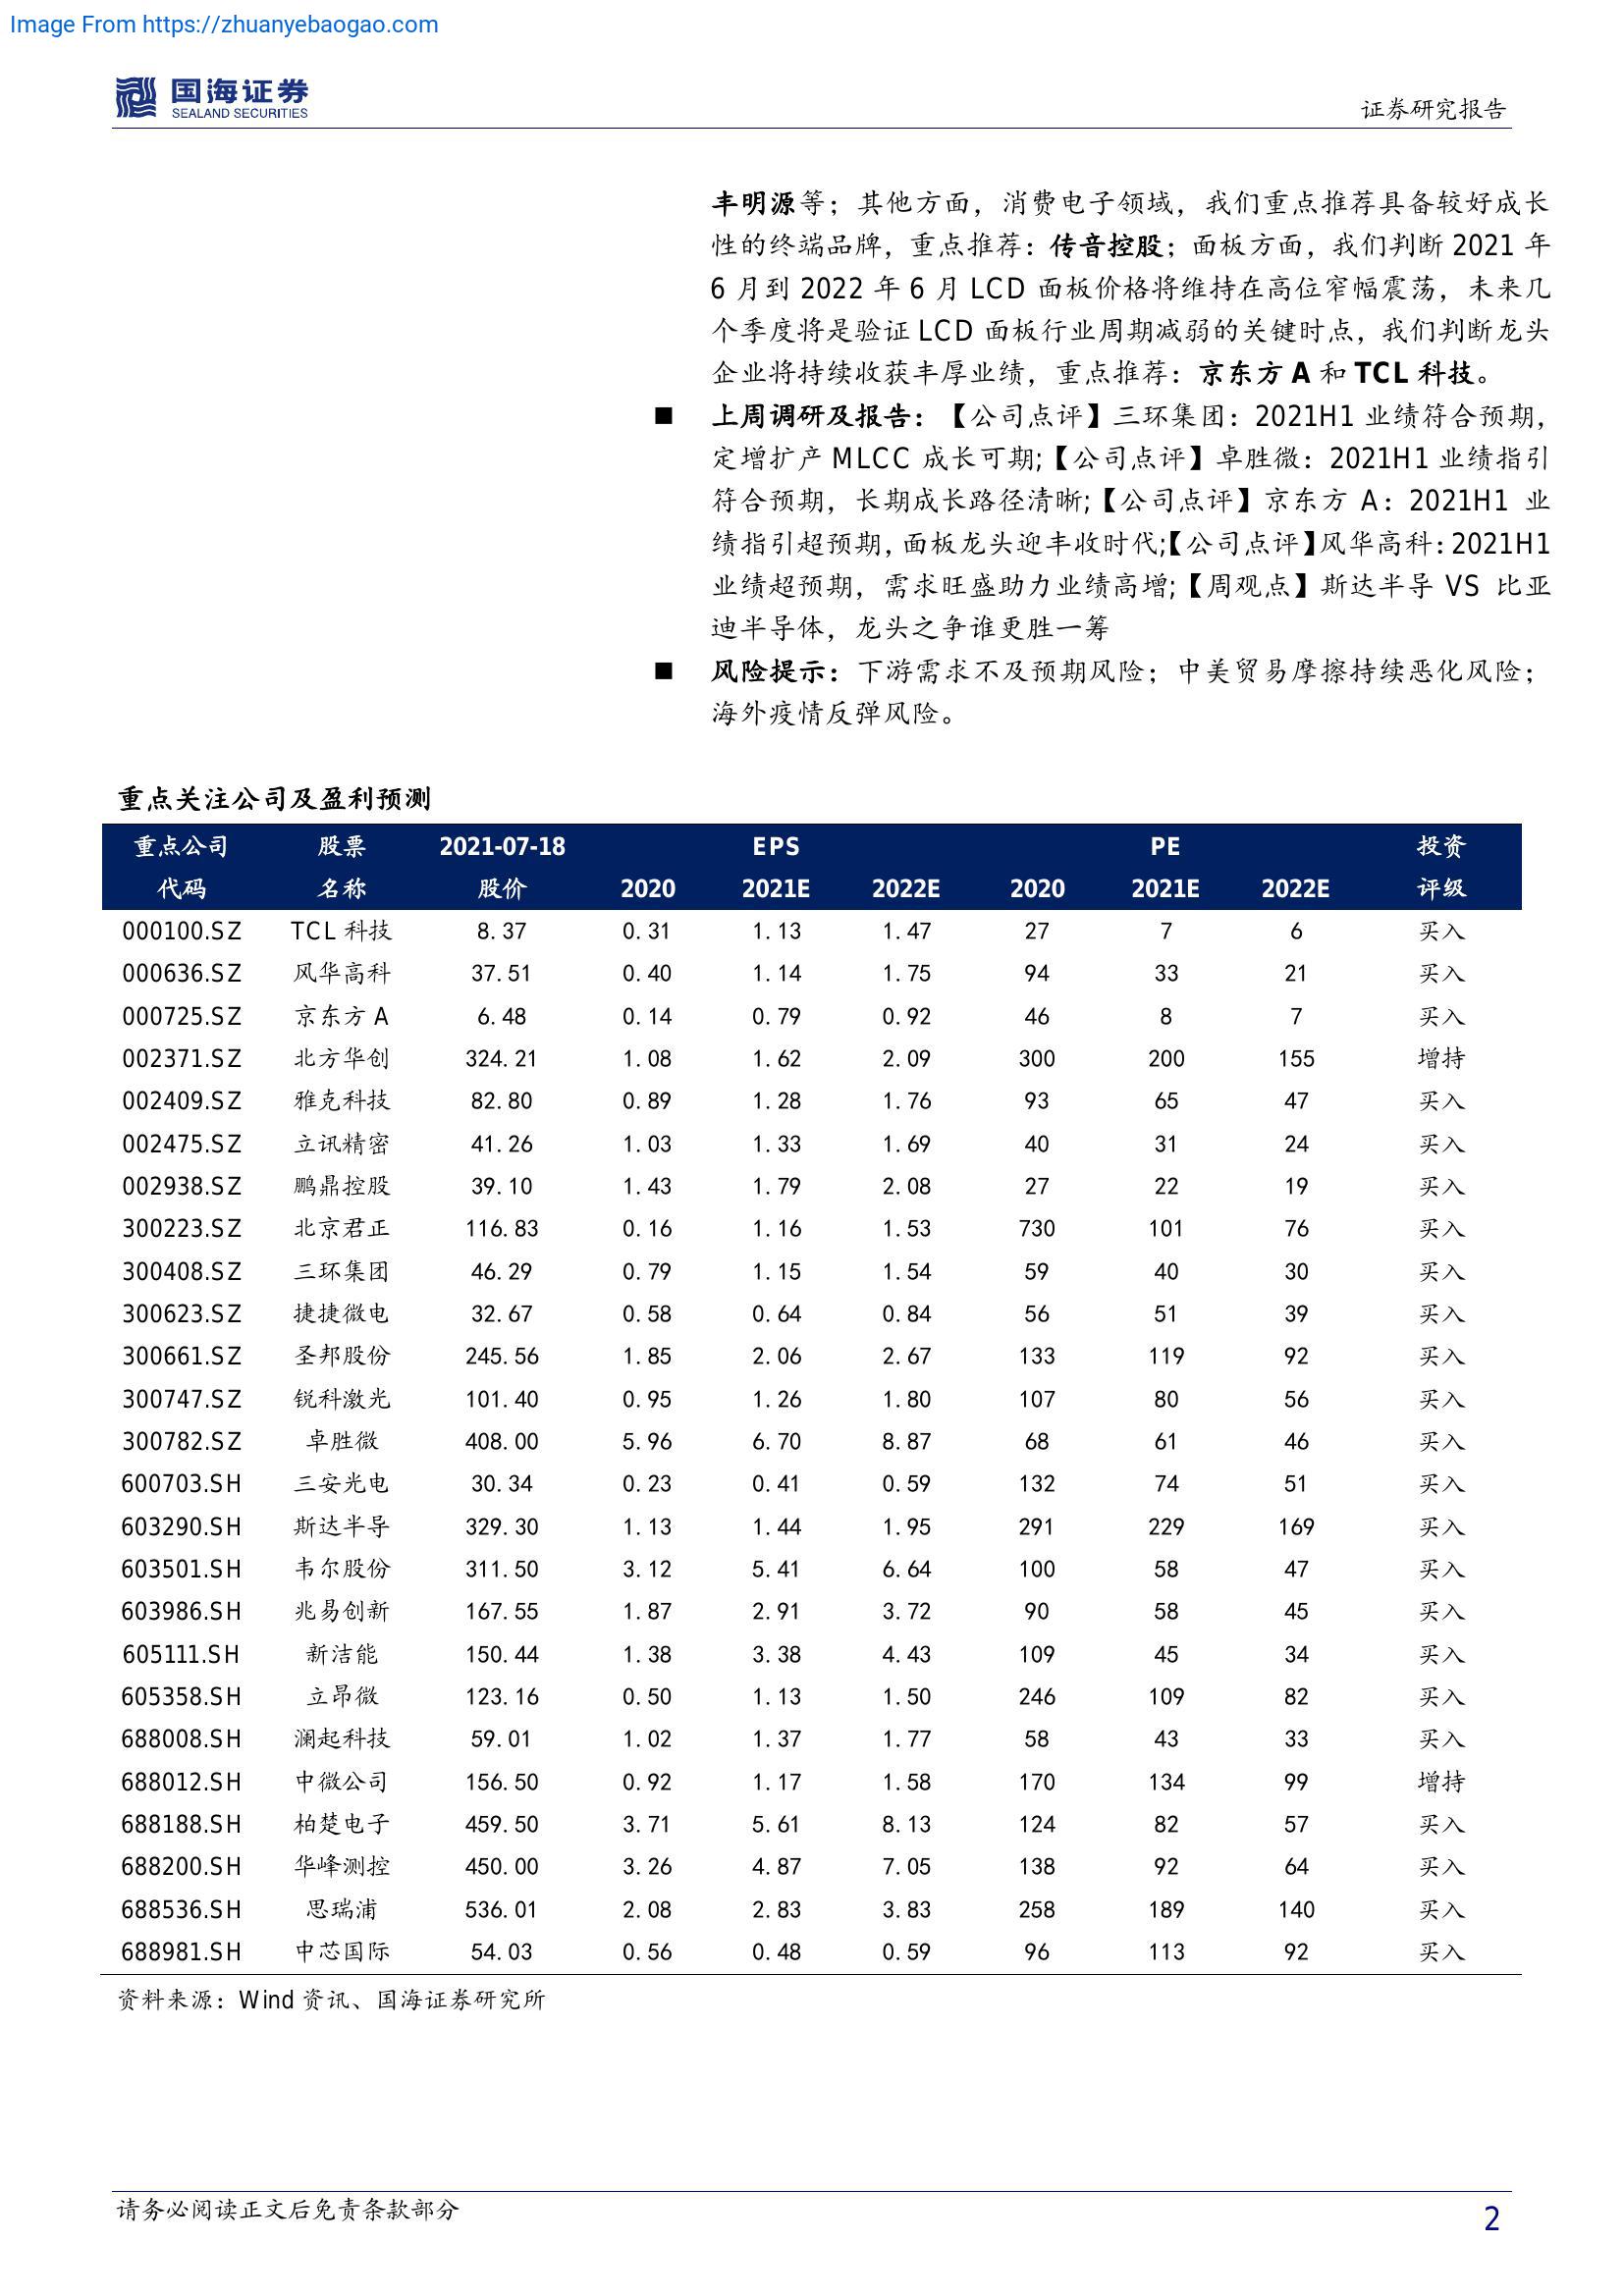 Image From https://zhuanyebaogao.com
国海证券
SEALAND SECURITIES
证券研究报告
丰明源等；其他方面，消费电子领域，我们重点推荐具备较好成长
性的终端品牌，重点推荐：传音控股；面板方面，我们判断 2021 年
6 月到 2022 年 6 月 LCD 面板价格将维持在高位窄幅震荡，未来几
个季度将是验证 LCD 面板行业周期减弱的关键时点，我们判断龙头
企业将持续收获丰厚业绩，重点推荐：京东方 A 和 TCL 科技。
■ 上周调研及报告：【公司点评】三环集团：2021H1 业绩符合预期，
定增扩产 MLCC 成长可期;【公司点评】卓胜微：2021H1 业绩指引
符合预期，长期成长路径清晰;【公司点评】京东方 A：2021H1 业
绩指引超预期，面板龙头迎丰收时代;【公司点评】风华高科：2021H1
业绩超预期，需求旺盛助力业绩高增;【周观点】斯达半导 VS 比亚
迪半导体，龙头之争谁更胜一筹
■ 风险提示：下游需求不及预期风险；中美贸易摩擦持续恶化风险；
海外疫情反弹风险。
重点关注公司及盈利预测
重点公司 股票 2021-07-18 EPS PE 投资
代码 名称 股价 2020 2021E 2022E 2020 2021E 2022E 评级
000100.SZ TCL 科技 8.37 0.31 1.13 1.47 27 7 6 买入
000636.SZ 风华高科 37.51 0.40 1.14 1.75 94 33 21 买入
000725.SZ 京东方 A 6.48 0.14 0.79 0.92 46 8 7 买入
002371.SZ 北方华创 324.21 1.08 1.62 2.09 300 200 155 增持
002409.SZ 雅克科技 82.80 0.89 1.28 1.76 93 65 47 买入
002475.SZ 立讯精密 41.26 1.03 1.33 1.69 40 31 24 买入
002938.SZ 鹏鼎控股 39.10 1.43 1.79 2.08 27 22 19 买入
300223.SZ 北京君正 116.83 0.16 1.16 1.53 730 101 76 买入
300408.SZ 三环集团 46.29 0.79 1.15 1.54 59 40 30 买入
300623.SZ 捷捷微电 32.67 0.58 0.64 0.84 56 51 39 买入
300661.SZ 圣邦股份 245.56 1.85 2.06 2.67 133 119 92 买入
300747.SZ 锐科激光 101.40 0.95 1.26 1.80 107 80 56 买入
300782.SZ 卓胜微 408.00 5.96 6.70 8.87 68 61 46 买入
600703.SH 三安光电 30.34 0.23 0.41 0.59 132 74 51 买入
603290.SH 斯达半导 329.30 1.13 1.44 1.95 291 229 169 买入
603501.SH 韦尔股份 311.50 3.12 5.41 6.64 100 58 47 买入
603986.SH 兆易创新 167.55 1.87 2.91 3.72 90 58 45 买入
605111.SH 新洁能 150.44 1.38 3.38 4.43 109 45 34 买入
605358.SH 立昂微 123.16 0.50 1.13 1.50 246 109 82 买入
688008.SH 澜起科技 59.01 1.02 1.37 1.77 58 43 33 买入
688012.SH 中微公司 156.50 0.92 1.17 1.58 170 134 99 增持
688188.SH 柏楚电子 459.50 3.71 5.61 8.13 124 82 57 买入
688200.SH 华峰测控 450.00 3.26 4.87 7.05 138 92 64 买入
688536.SH 思瑞浦 536.01 2.08 2.83 3.83 258 189 140 买入
688981.SH 中芯国际 54.03 0.56 0.48 0.59 96 113 92 买入
资料来源：Wind 资讯、国海证券研究所
请务必阅读正文后免责条款部分
2